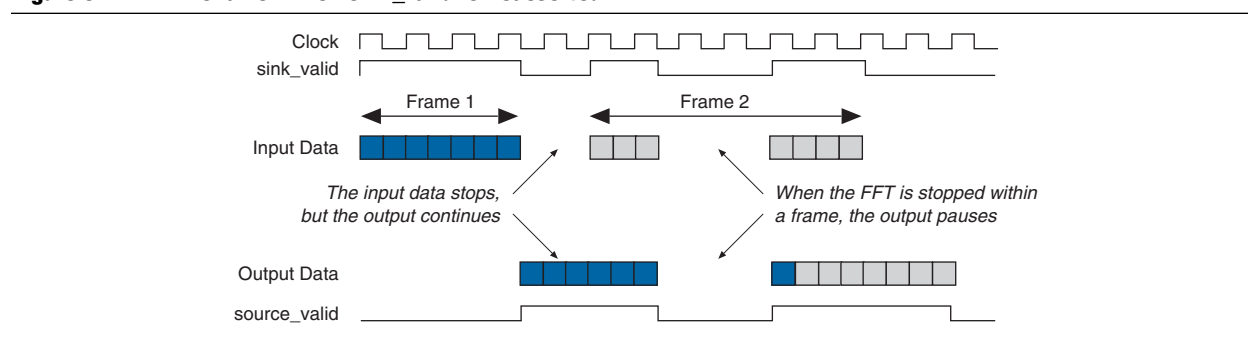 Clock
sink_valid
Frame 1
Frame 2
Input Data
The input data stops,
but the output continues
When the FFT is stopped within
a frame, the output pauses
Output Data
source_valid